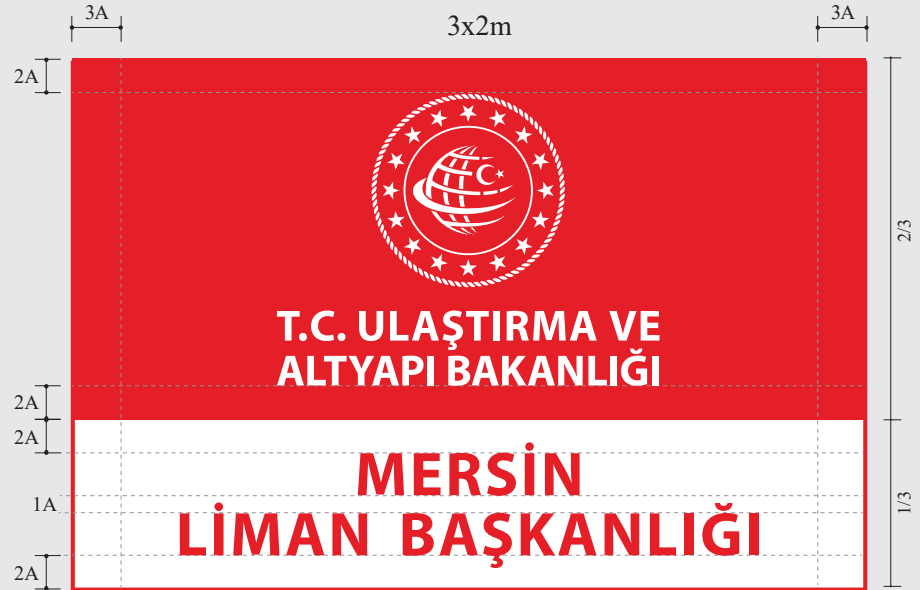 3A
3x2m
3A
2A
2/3
T.C. ULAŞTIRMA VE
ALTYAPI BAKANLIĞI
2A
2A
MERSİN
1A
1/3
LİMAN BAŞKANLIĞI
2A